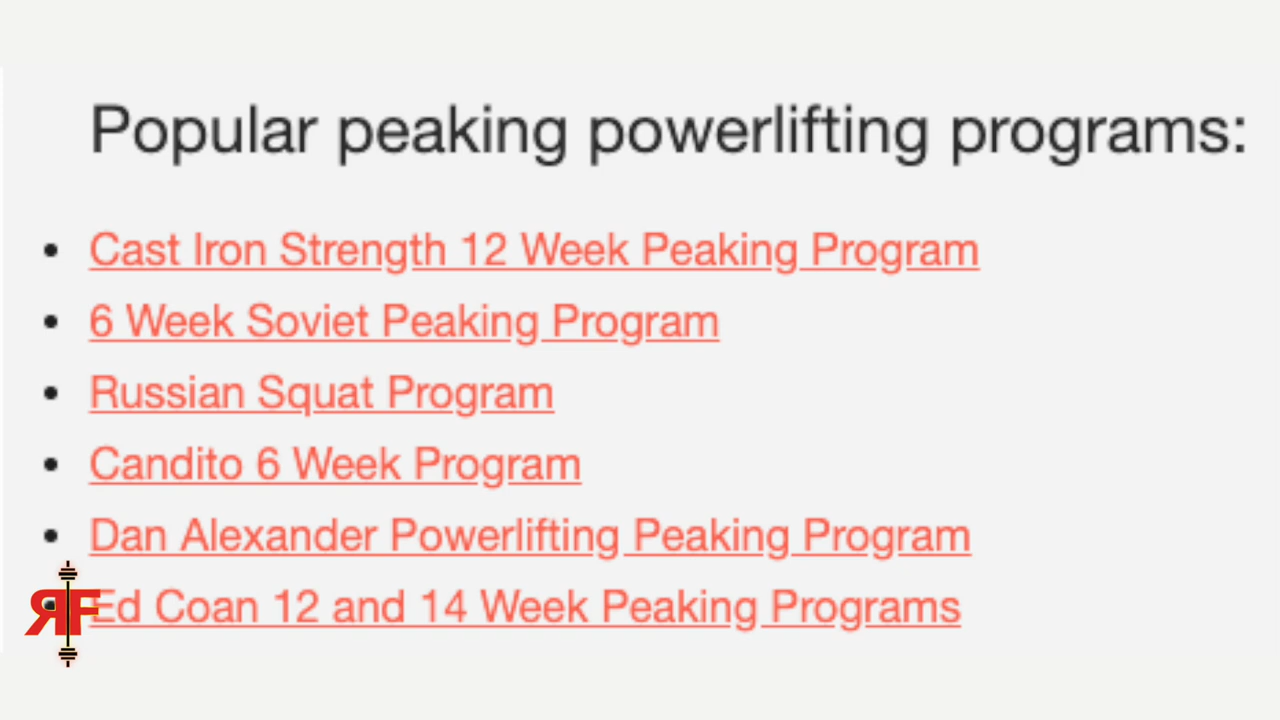 Popular peaking powerlifting programs:
Cast Iron Strength 12 Week Peaking Program
6 Week Soviet Peaking Program
Russian Squat Program
Candito 6 Week Program
Dan Alexander Powerlifting Peaking Program
Ed Coan 12 and 14 Week Peaking Programs
RF